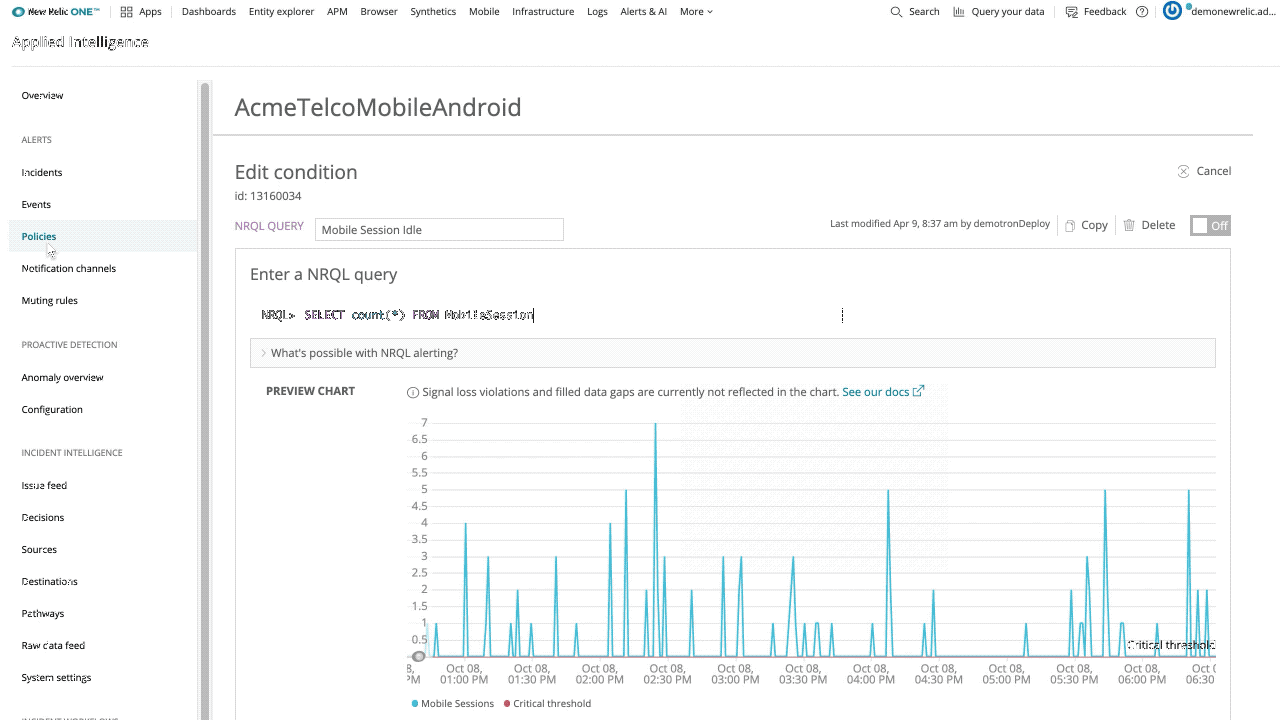 New Relic ONE™ Apps Dashboards Entity explorer APM Browser Synthetics Mobile Infrastructure Logs Alerts & AI More Search Query your data Feedback demonewrelic.ad...
Applied Intelligence
Overview
ALERTS
Incidents
Events
Policies
Notification channels
Muting rules
PROACTIVE DETECTION
Anomaly overview
Configuration
INCIDENT INTELLIGENCE
Issue feed
Decisions
Sources
Destinations
Pathways
Raw data feed
System settings
INCIDENT WORKFLOWS
AcmeTelcoMobileAndroid
Edit condition
Cancel
id: 13160034
NRQL QUERY Mobile Session Idle Last modified Apr 9, 8:37 am by demotronDeploy Copy Delete Off
Enter a NRQL query
NRQL> SELECT count(*) FROM MobileSession
What's possible with NRQL alerting?
PREVIEW CHART Signal loss violations and filled data gaps are currently not reflected in the chart. See our docs
7
6.5
6
5.5
5
4.5
4
3.5
3
2.5
2
1.5
1
0.5
Critical threshold
8, Oct 08, Oct 08, Oct 08, Oct 08, Oct 08, Oct 08, Oct 08, Oct 08, Oct 08, Oct 08, Oct 08, Oct 0
PM 01:00 PM 01:30 PM 02:00 PM 02:30 PM 03:00 PM 03:30 PM 04:00 PM 04:30 PM 05:00 PM 05:30 PM 06:00 PM 06:30
Mobile Sessions Critical threshold